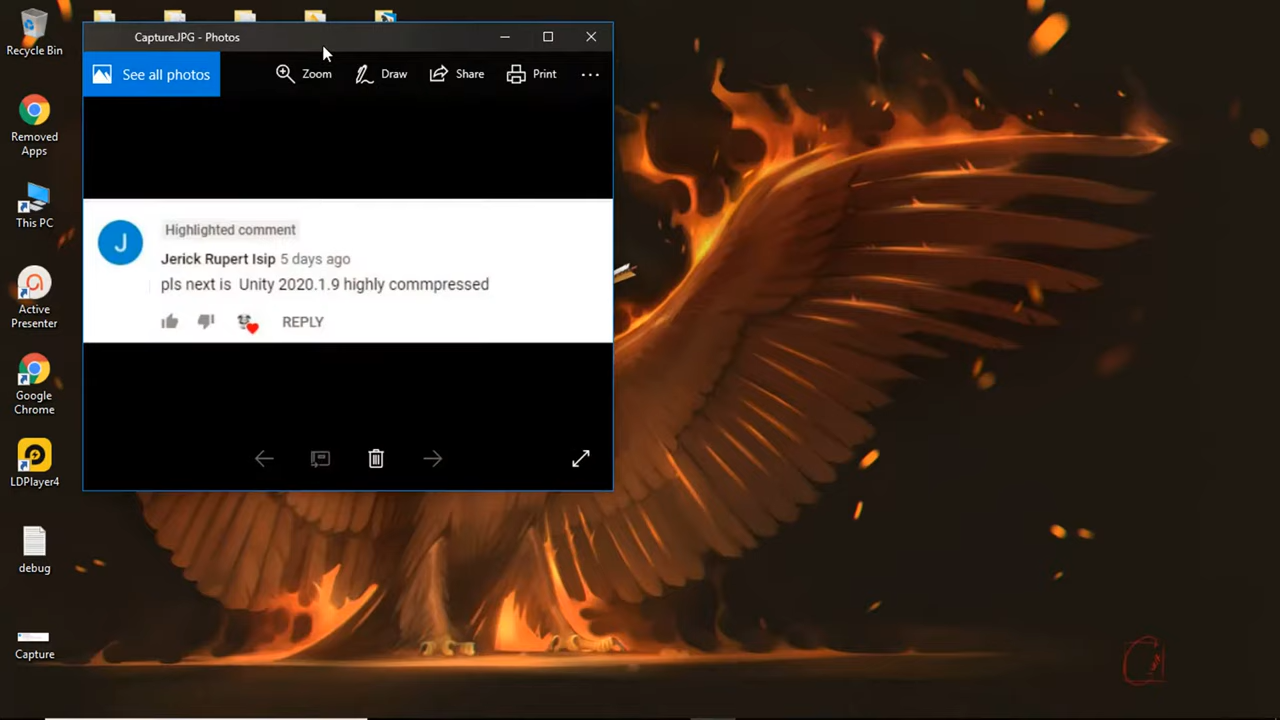 Recycle Bin
Removed Apps
This PC
Active Presenter
Google Chrome
LDPlayer4
debug
Capture
Capture.JPG - Photos
See all photos
Zoom
Draw
Share
Print
J
Highlighted comment
Jerick Rupert Isip 5 days ago
pls next is Unity 2020.1.9 highly commpressed
REPLY